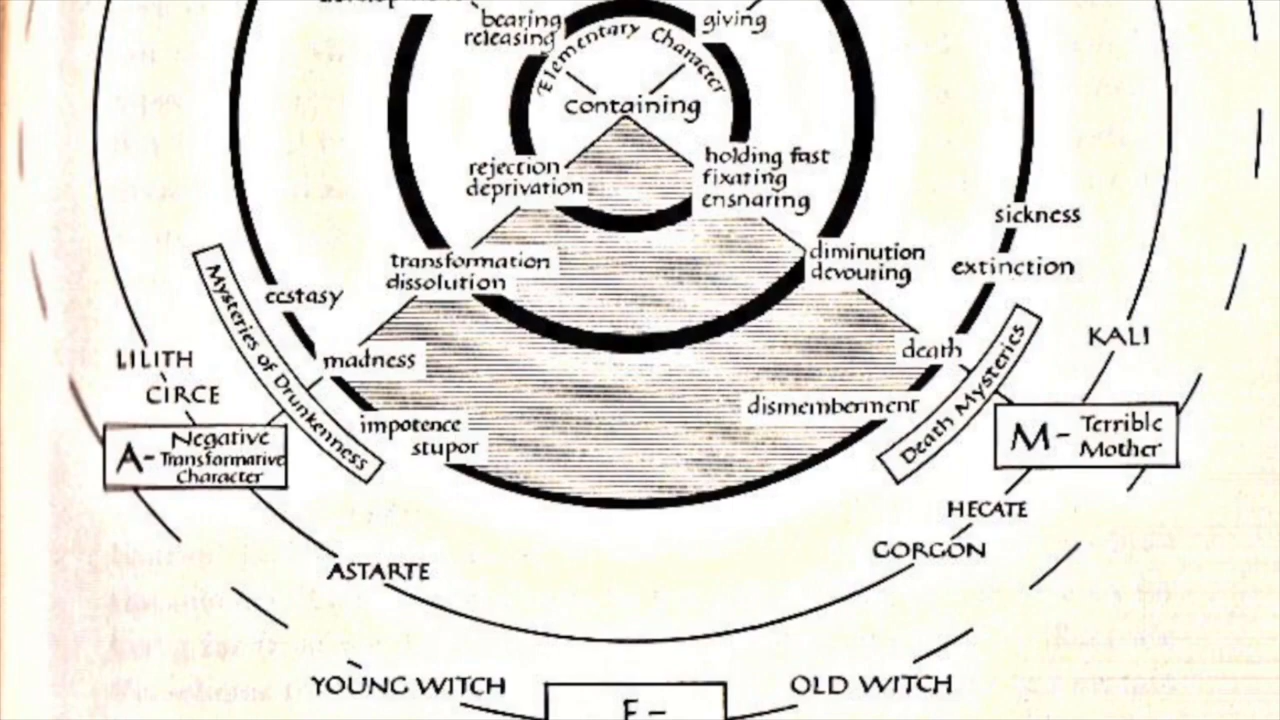 bearing
releasing
giving
Elementary Character
containing
rejection
deprivation
holding fast
fixating
ensnaring
sickness
transformation
dissolution
diminution
devouring
extinction
ecstasy
Mysteries of Drunkenness
madness
death
Death Mysteries
KALI
LILITH
CIRCE
dismemberment
impotence
stupor
A- Negative
Transformative
Character
M- Terrible
Mother
HECATE
GORGON
ASTARTE
YOUNG WITCH
OLD WITCH
F-